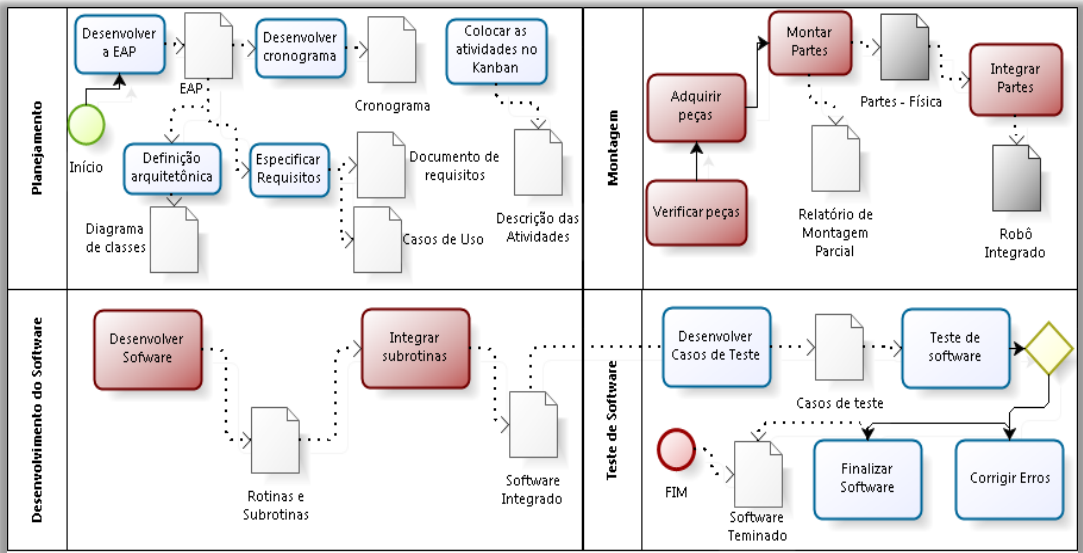 Planejamento
Desenvolver
a EAP
EAP
Desenvolver
cronograma
Cronograma
Colocar as
atividades no
Kanban
Início
Definição
arquitetônica
Especificar
Requisitos
Documento de
requisitos
Descrição das
Atividades
Diagrama
de classes
Casos de Uso
Montagem
Montar
Partes
Partes - Física
Integrar
Partes
Adquirir
peças
Verificar peças
Relatório de
Montagem
Parcial
Robô
Integrado
Desenvolvimento do Software
Desenvolver
Sofware
Integrar
subrotinas
Rotinas e
Subrotinas
Software
Integrado
Teste de Software
Desenvolver
Casos de Teste
Casos de teste
Teste de
software
FIM
Software
Teminado
Finalizar
Software
Corrigir Erros